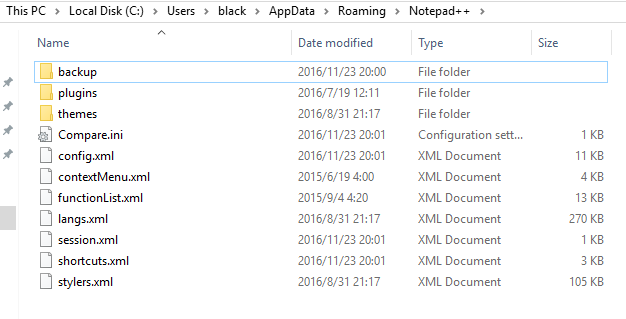 This PC > Local Disk (C:) > Users > black > AppData > Roaming > Notepad++ >
Name Date modified Type Size
backup 2016/11/23 20:00 File folder
plugins 2016/7/19 12:11 File folder
themes 2016/8/31 21:17 File folder
Compare.ini 2016/11/23 20:01 Configuration sett... 1 KB
config.xml 2016/11/23 20:01 XML Document 11 KB
contextMenu.xml 2015/6/19 4:00 XML Document 4 KB
functionList.xml 2015/9/4 4:20 XML Document 13 KB
langs.xml 2016/8/31 21:17 XML Document 270 KB
session.xml 2016/11/23 20:01 XML Document 1 KB
shortcuts.xml 2016/11/23 20:01 XML Document 3 KB
stylers.xml 2016/8/31 21:17 XML Document 105 KB